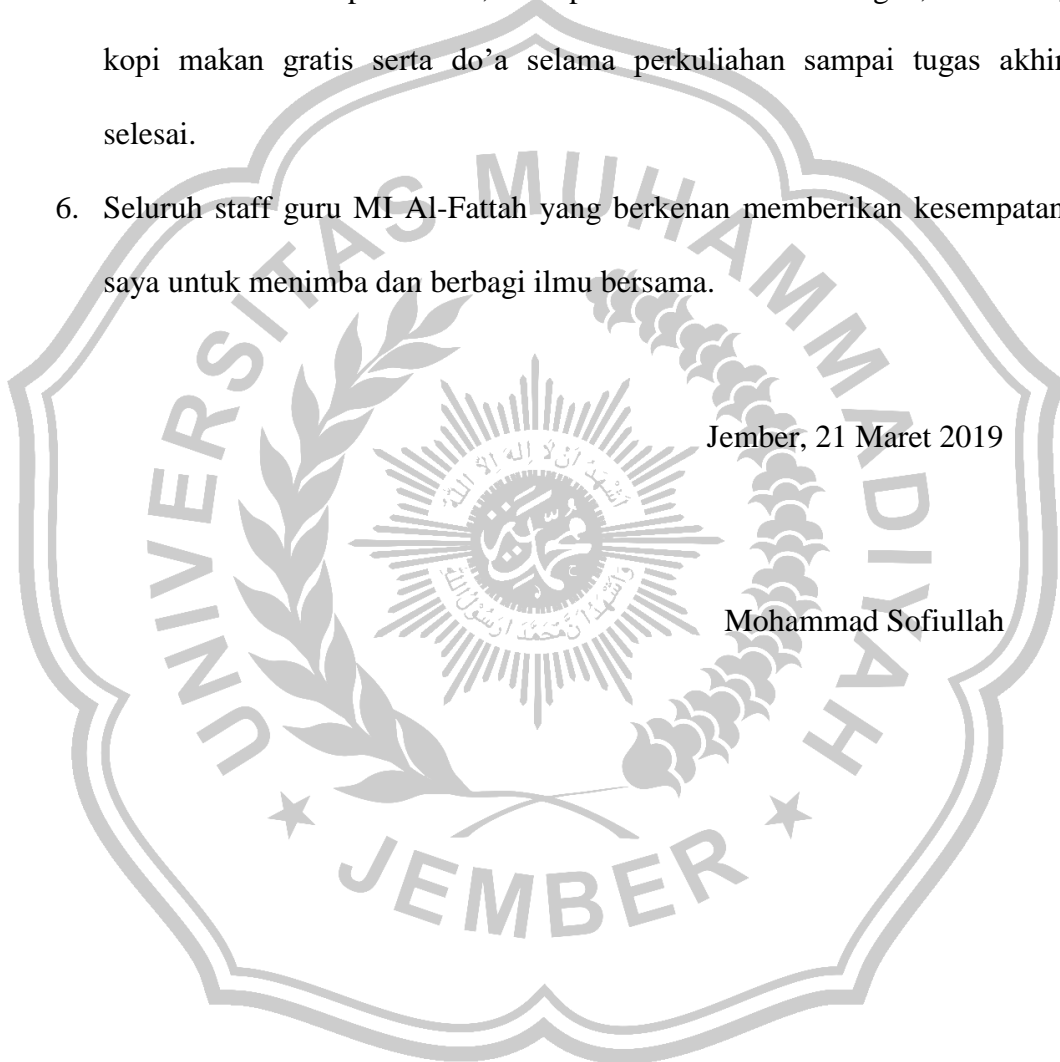 kopi makan gratis serta do’a selama perkuliahan sampai tugas akhir
selesai.
6. Seluruh staff guru MI Al-Fattah yang berkenan memberikan kesempatan
saya untuk menimba dan berbagi ilmu bersama.
Jember, 21 Maret 2019
Mohammad Sofiullah
UNIVERSITAS MUHAMMADIYAH
JEMBER